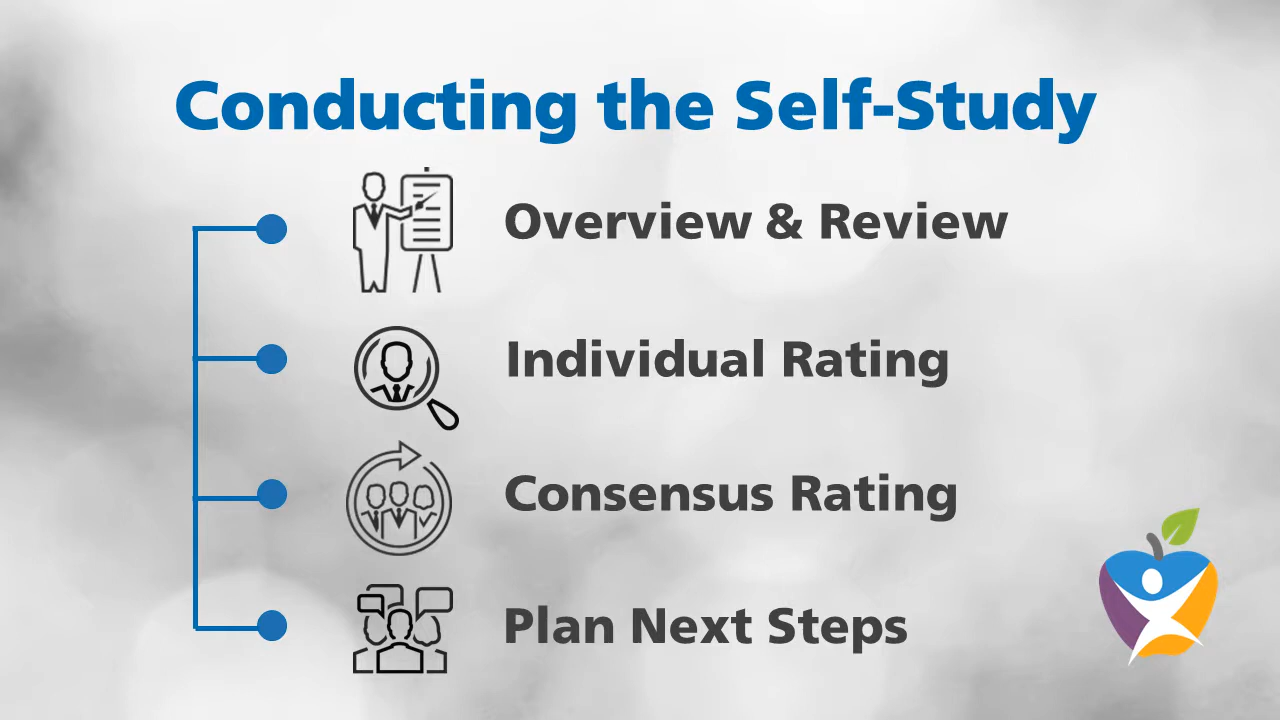 Conducting the Self-Study
Overview & Review
Individual Rating
Consensus Rating
Plan Next Steps